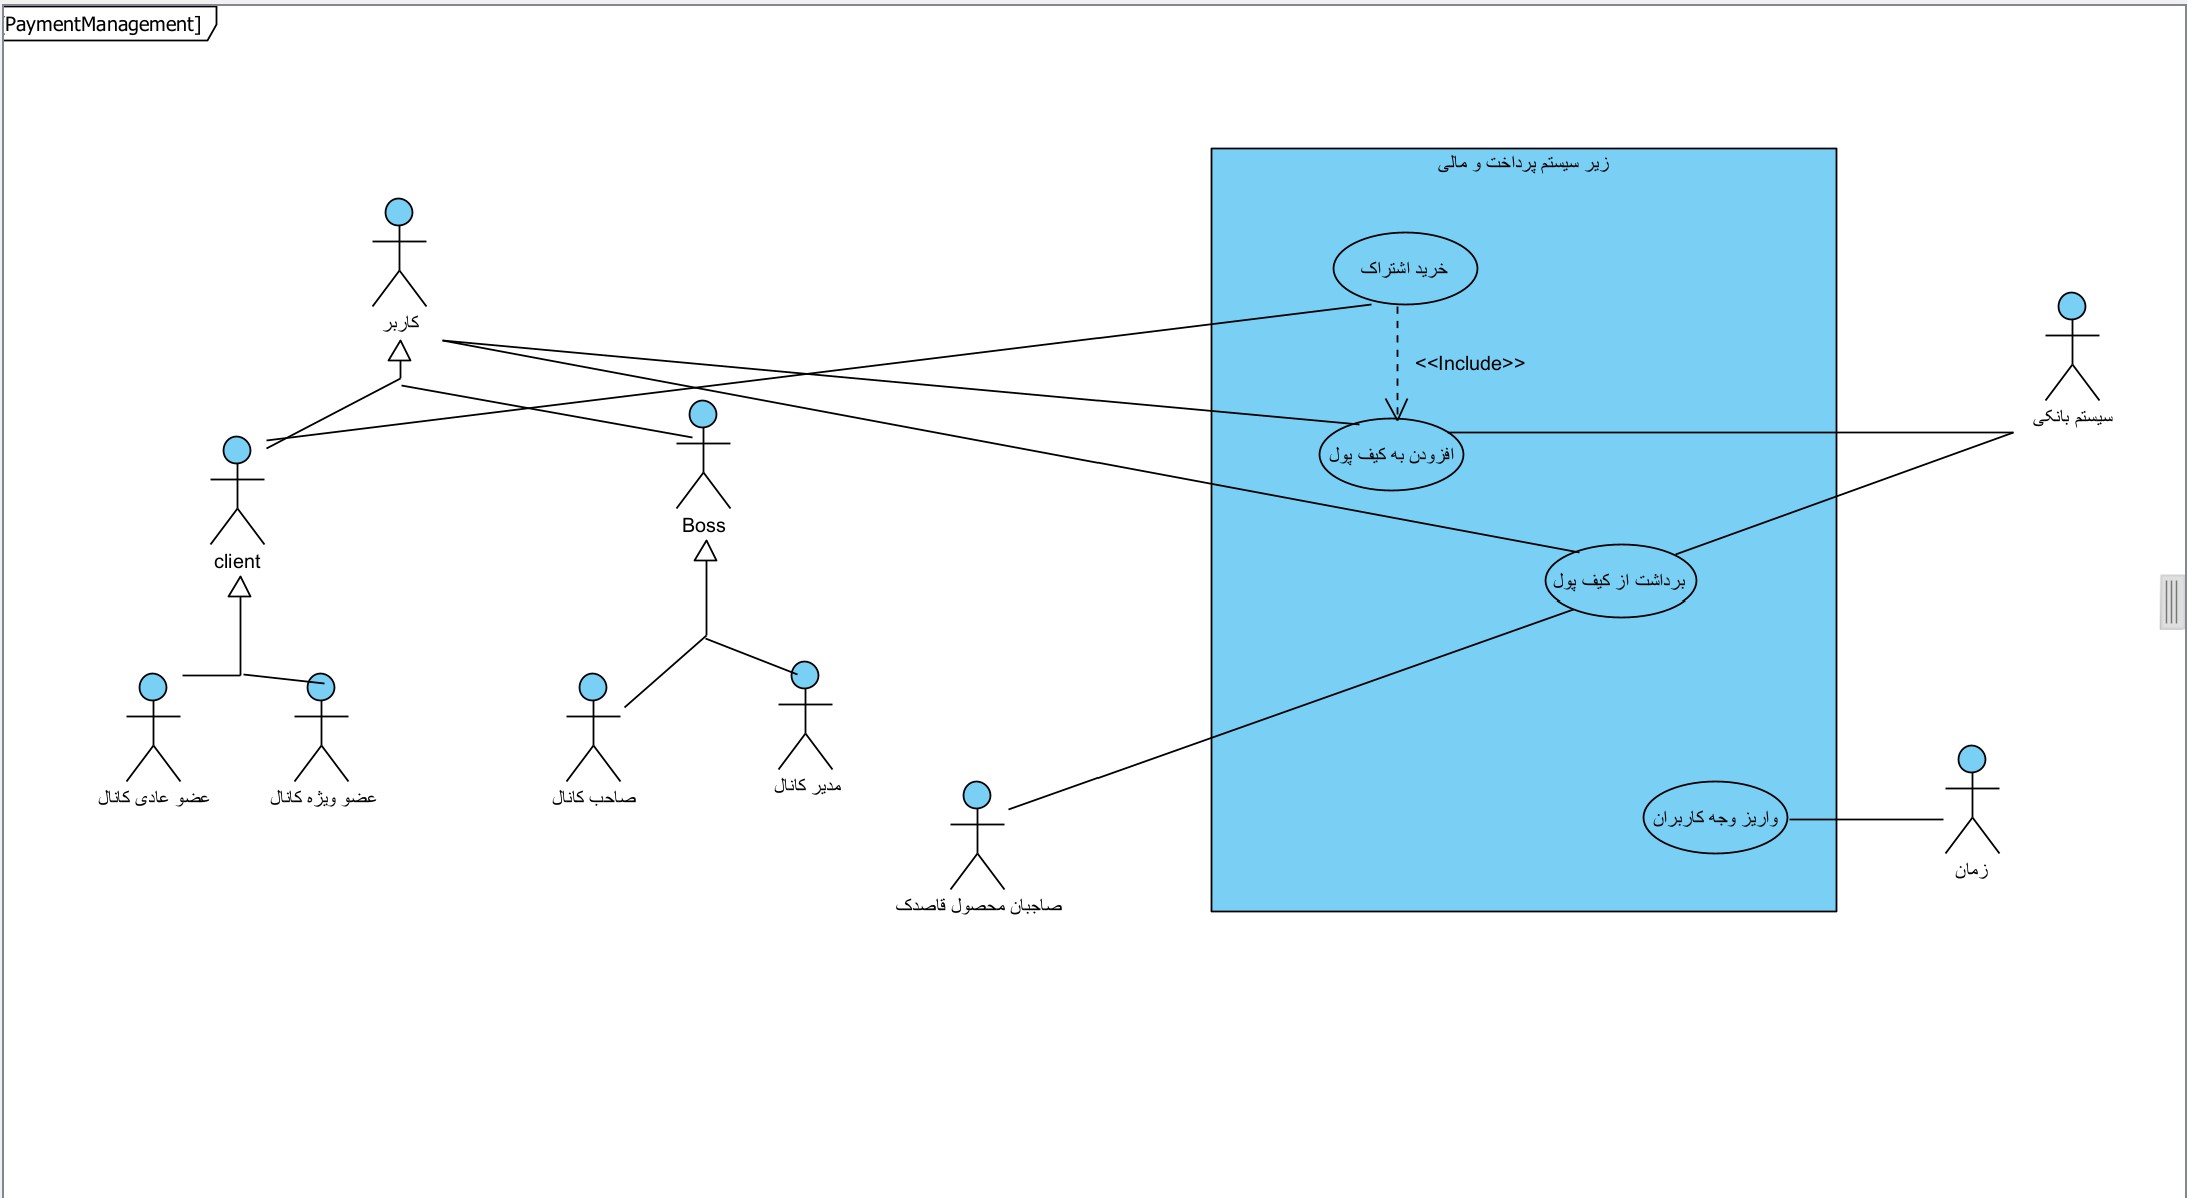 PaymentManagement]
زیر سیستم پرداخت و مالی
خرید اشتراک
کاربر
<<Include>>
سیستم بانکی
افزودن به کیف پول
Boss
client
برداشت از کیف پول
عضو عادی کانال
عضو ویژه کانال
صاحب کانال
مدیر کانال
واریز وجه کاربران
زمان
صاجبان محصول قاصدک